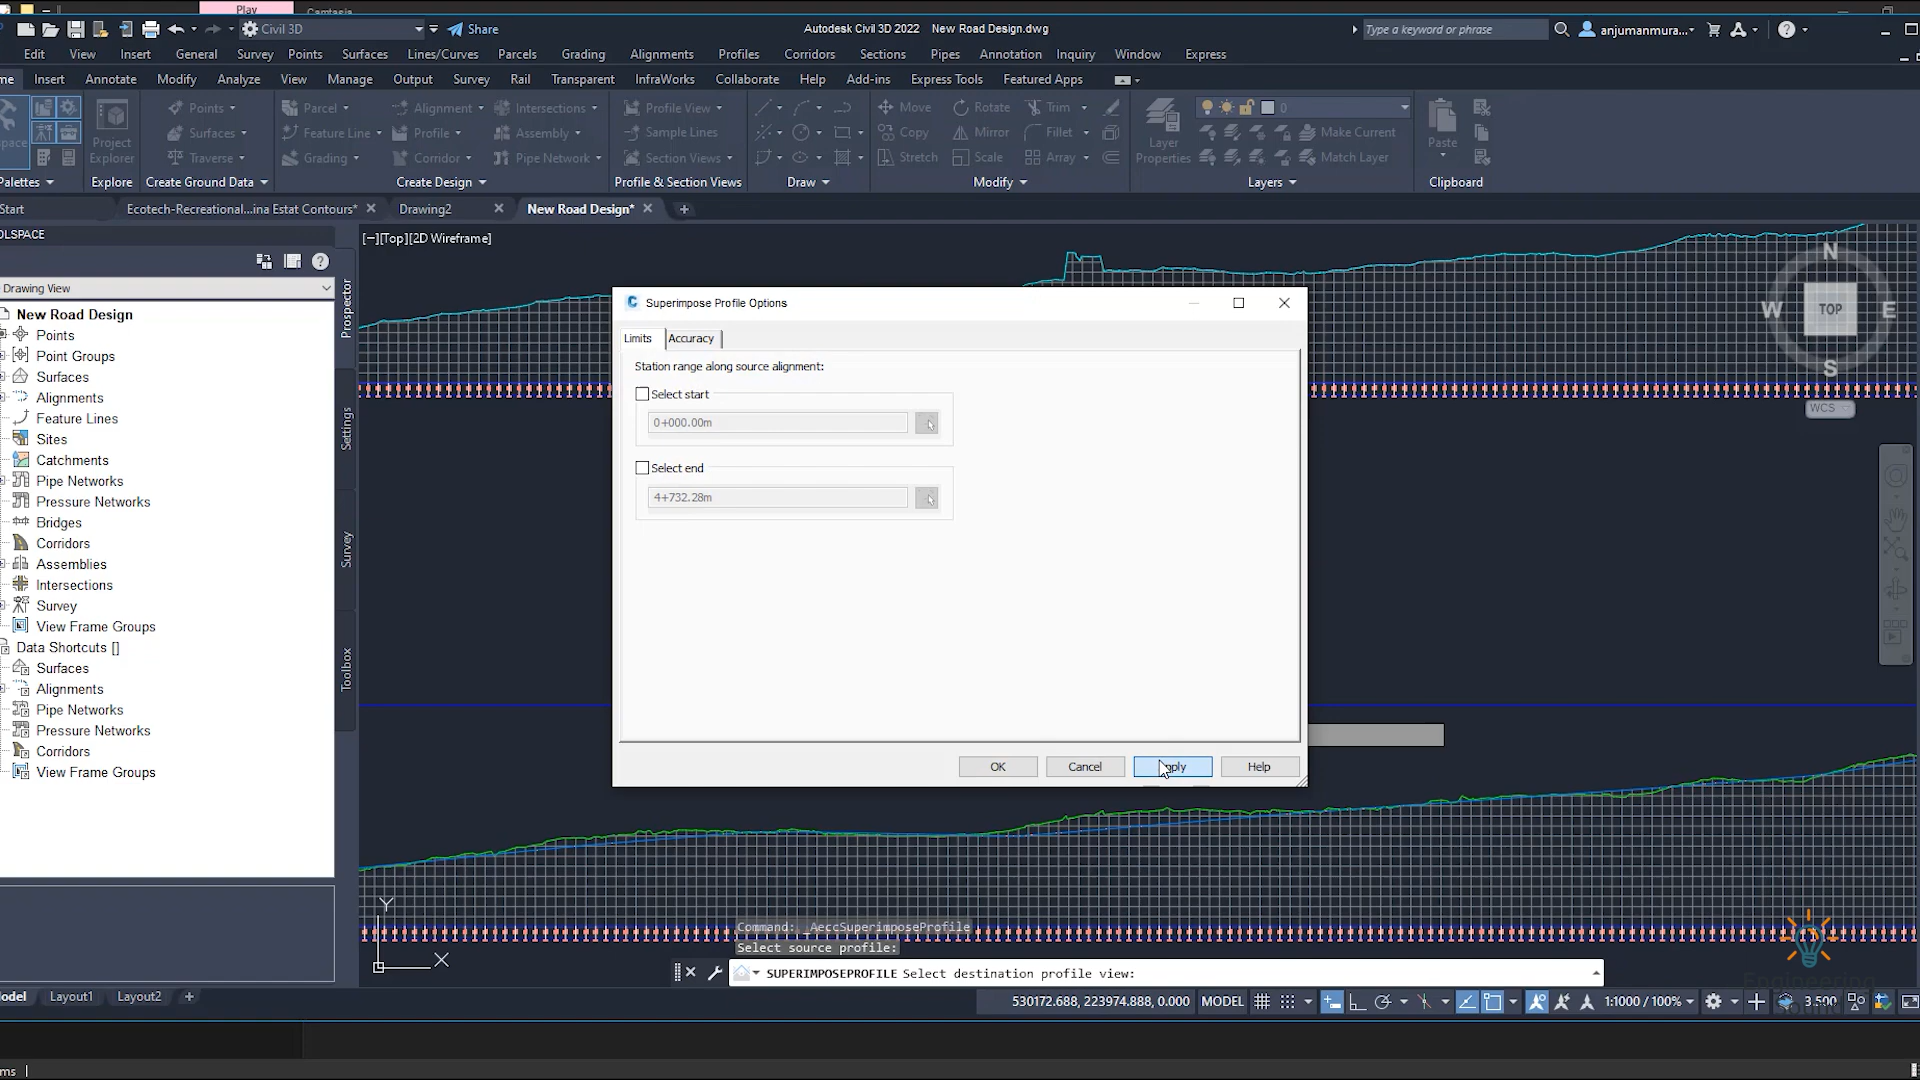 Play
Camtasia
Civil 3D
Share
Autodesk Civil 3D 2022 New Road Design.dwg
Type a keyword or phrase
anjumanmura...
Edit View Insert General Survey Points Surfaces Lines/Curves Parcels Grading Alignments Profiles Corridors Sections Pipes Annotation Inquiry Window Express
me Insert Annotate Modify Analyze View Manage Output Survey Rail Transparent InfraWorks Collaborate Help Add-ins Express Tools Featured Apps
Points Parcel Alignment Intersections Profile View Move Rotate Trim 0
Surfaces Feature Line Profile Assembly Sample Lines Copy Mirror Fillet Make Current
space Project Explorer Traverse Grading Corridor Pipe Network Section Views Stretch Scale Array Layer Properties Match Layer Paste
Palettes Explore Create Ground Data Create Design Profile & Section Views Draw Modify Layers Clipboard
Start Ecotech-Recreational...ina Estat Contours* Drawing2 New Road Design*
OLSPACE
[−][Top][2D Wireframe]
Drawing View
New Road Design
Points
Point Groups
Surfaces
Alignments
Feature Lines
Sites
Catchments
Pipe Networks
Pressure Networks
Bridges
Corridors
Assemblies
Intersections
Survey
View Frame Groups
Data Shortcuts []
Surfaces
Alignments
Pipe Networks
Pressure Networks
Corridors
View Frame Groups
Prospector
Settings
Survey
Toolbox
N
W TOP E
S
WCS
Superimpose Profile Options
Limits Accuracy
Station range along source alignment:
Select start
0+000.00m
Select end
4+732.28m
OK Cancel Apply Help
Y
X
Command: _AeccSuperimposeProfile
Select source profile:
SUPERIMPOSEPROFILE Select destination profile view:
Model Layout1 Layout2 +
530172.688, 223974.888, 0.000 MODEL 1:1000 / 100% 3.500
Engineering
ms